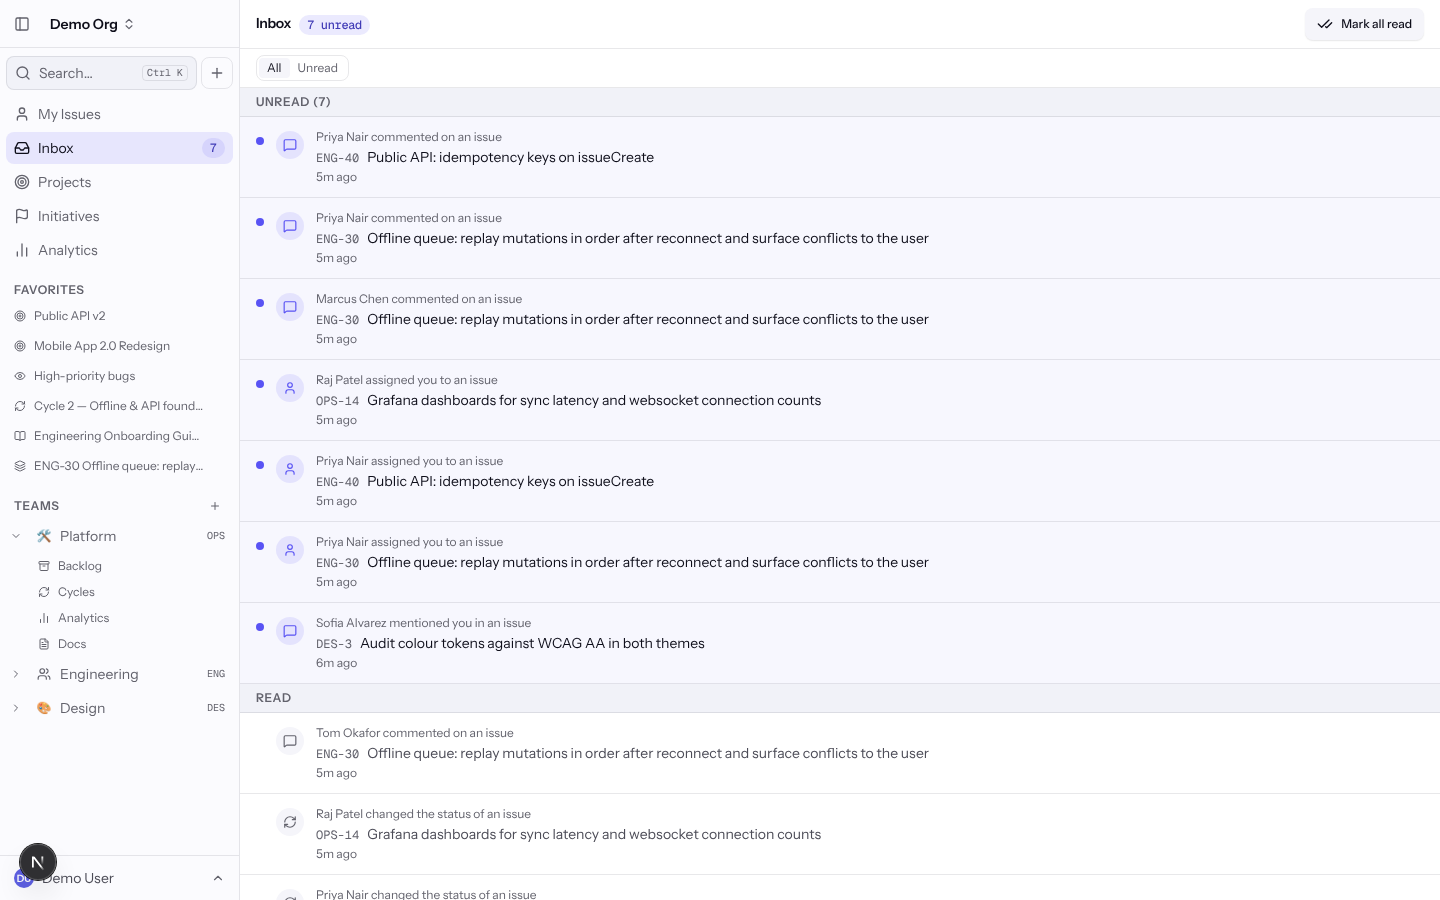 Demo Org
Search...
Ctrl K
My Issues
Inbox
7
Projects
Initiatives
Analytics
FAVORITES
Public API v2
Mobile App 2.0 Redesign
High-priority bugs
Cycle 2 — Offline & API found...
Engineering Onboarding Gui...
ENG-30 Offline queue: replay...
TEAMS
Platform
OPS
Backlog
Cycles
Analytics
Docs
Engineering
ENG
Design
DES
N
Demo User
Inbox
7 unread
Mark all read
All
Unread
UNREAD (7)
Priya Nair commented on an issue
ENG-40 Public API: idempotency keys on issueCreate
5m ago
Priya Nair commented on an issue
ENG-30 Offline queue: replay mutations in order after reconnect and surface conflicts to the user
5m ago
Marcus Chen commented on an issue
ENG-30 Offline queue: replay mutations in order after reconnect and surface conflicts to the user
5m ago
Raj Patel assigned you to an issue
OPS-14 Grafana dashboards for sync latency and websocket connection counts
5m ago
Priya Nair assigned you to an issue
ENG-40 Public API: idempotency keys on issueCreate
5m ago
Priya Nair assigned you to an issue
ENG-30 Offline queue: replay mutations in order after reconnect and surface conflicts to the user
5m ago
Sofia Alvarez mentioned you in an issue
DES-3 Audit colour tokens against WCAG AA in both themes
6m ago
READ
Tom Okafor commented on an issue
ENG-30 Offline queue: replay mutations in order after reconnect and surface conflicts to the user
5m ago
Raj Patel changed the status of an issue
OPS-14 Grafana dashboards for sync latency and websocket connection counts
5m ago
Priya Nair changed the status of an issue